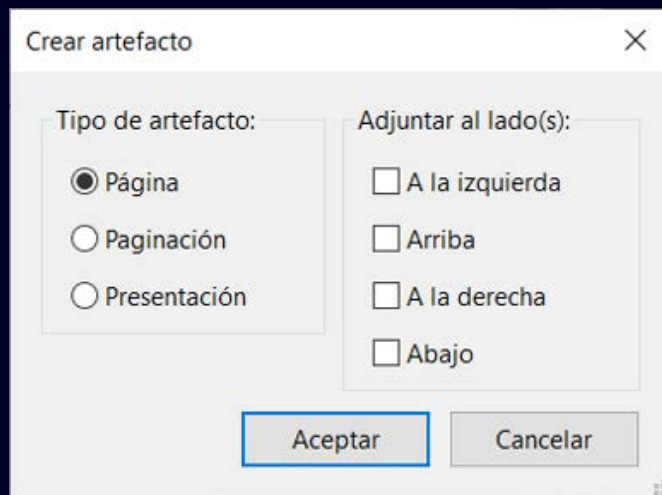 Crear artefacto
Tipo de artefacto:
Página
Paginación
Presentación
Adjuntar al lado(s):
A la izquierda
Arriba
A la derecha
Abajo
Aceptar
Cancelar